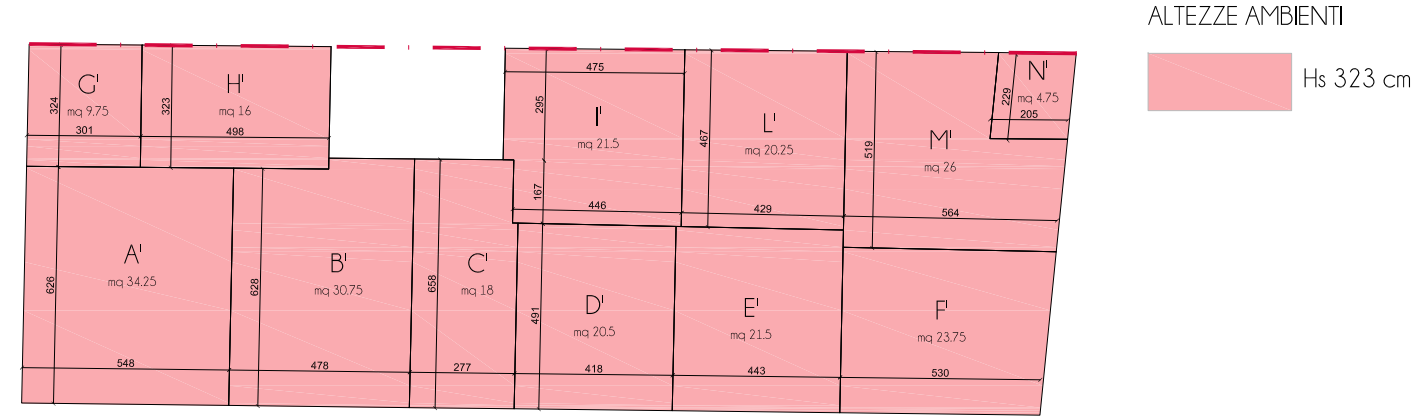 ALTEZZE AMBIENTI
Hs 323 cm
G'
mq 9.75
324
301
H'
mq 16
323
498
475
295
I'
mq 21.5
167
446
L'
mq 20.25
467
429
M'
mq 26
519
564
N'
mq 4.75
229
205
A'
mq 34.25
626
548
B'
mq 30.75
628
478
C'
mq 18
658
277
D'
mq 20.5
491
418
E'
mq 21.5
443
F'
mq 23.75
530